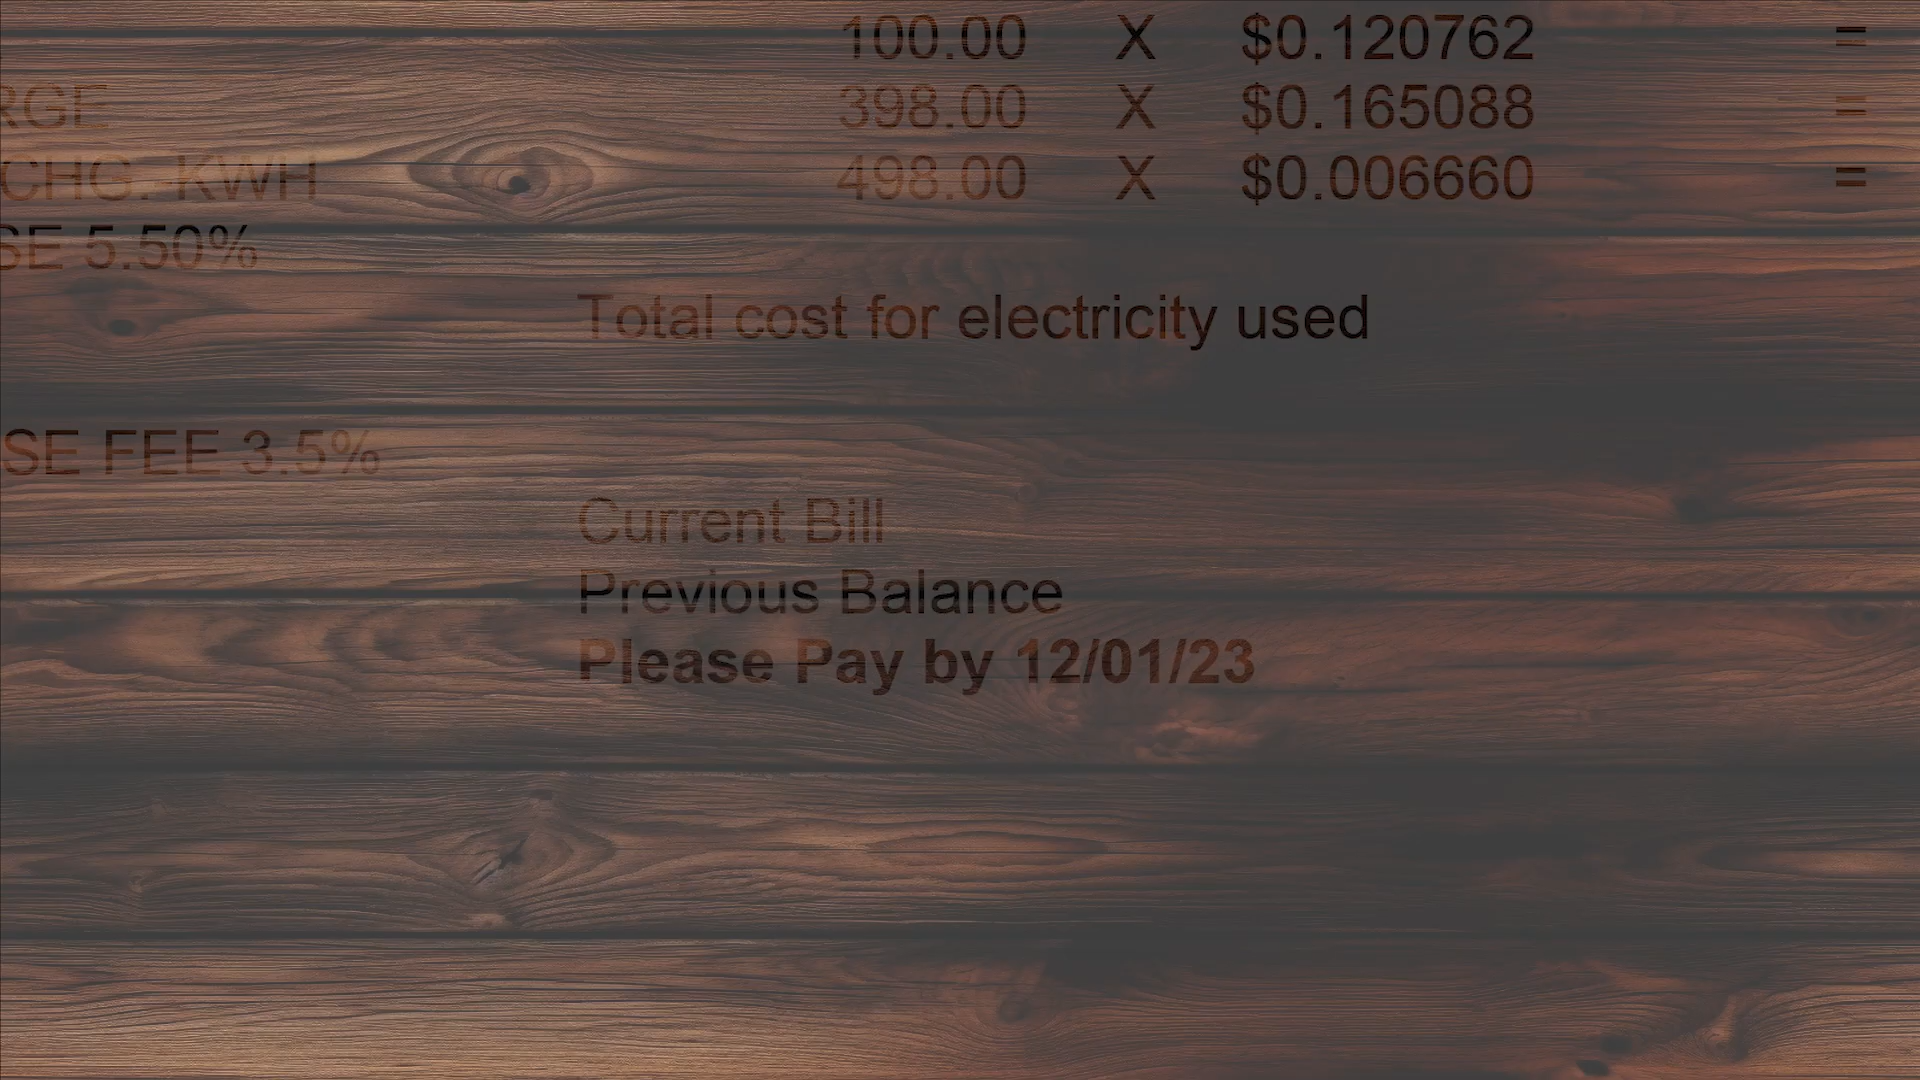 100.00 X $0.120762 =
RGE 398.00 X $0.165088 =
CHG.-KWH 498.00 X $0.006660 =
SE 5.50%
Total cost for electricity used
SE FEE 3.5%
Current Bill
Previous Balance
Please Pay by 12/01/23